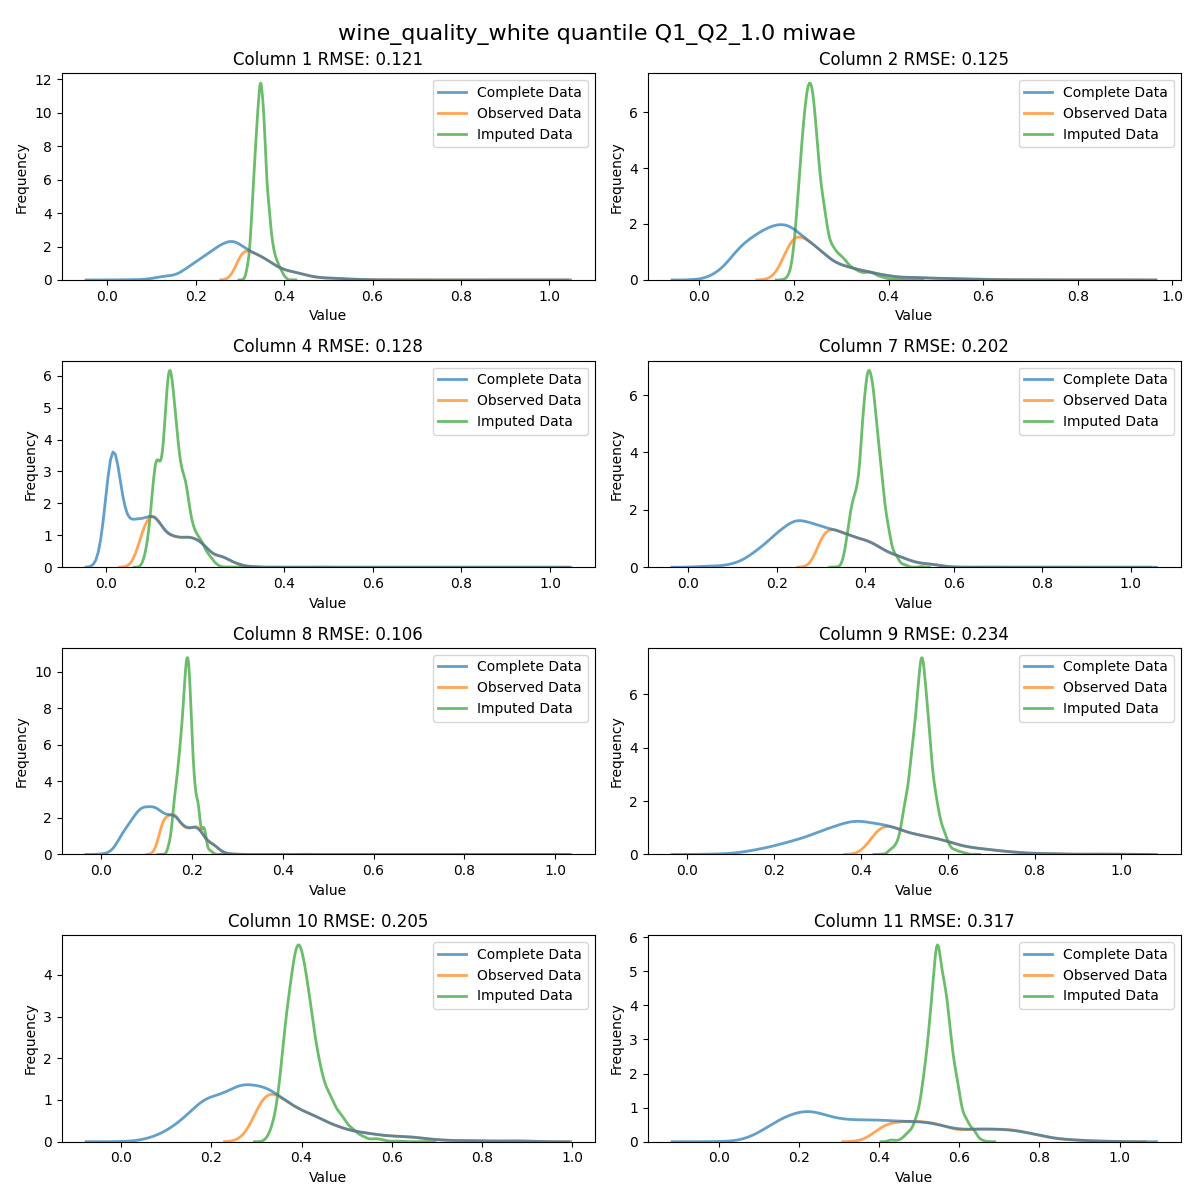 wine_quality_white quantile Q1_Q2_1.0 miwae
Column 1 RMSE: 0.121
Frequency
12
10
8
6
4
2
0
0.0 0.2 0.4 0.6 0.8 1.0
Value
Complete Data
Observed Data
Imputed Data
Column 2 RMSE: 0.125
Frequency
6
4
2
0
0.0 0.2 0.4 0.6 0.8 1.0
Value
Complete Data
Observed Data
Imputed Data
Column 4 RMSE: 0.128
Frequency
6
5
4
3
2
1
0
0.0 0.2 0.4 0.6 0.8 1.0
Value
Complete Data
Observed Data
Imputed Data
Column 7 RMSE: 0.202
Frequency
6
4
2
0
0.0 0.2 0.4 0.6 0.8 1.0
Value
Complete Data
Observed Data
Imputed Data
Column 8 RMSE: 0.106
Frequency
10
8
6
4
2
0
0.0 0.2 0.4 0.6 0.8 1.0
Value
Complete Data
Observed Data
Imputed Data
Column 9 RMSE: 0.234
Frequency
6
4
2
0
0.0 0.2 0.4 0.6 0.8 1.0
Value
Complete Data
Observed Data
Imputed Data
Column 10 RMSE: 0.205
Frequency
4
3
2
1
0
0.0 0.2 0.4 0.6 0.8 1.0
Value
Complete Data
Observed Data
Imputed Data
Column 11 RMSE: 0.317
Frequency
6
5
4
3
2
1
0
0.0 0.2 0.4 0.6 0.8 1.0
Value
Complete Data
Observed Data
Imputed Data